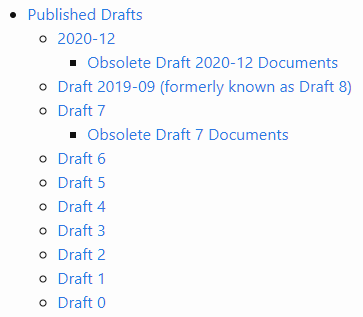 Published Drafts
2020-12
Obsolete Draft 2020-12 Documents
Draft 2019-09 (formerly known as Draft 8)
Draft 7
Obsolete Draft 7 Documents
Draft 6
Draft 5
Draft 4
Draft 3
Draft 2
Draft 1
Draft 0